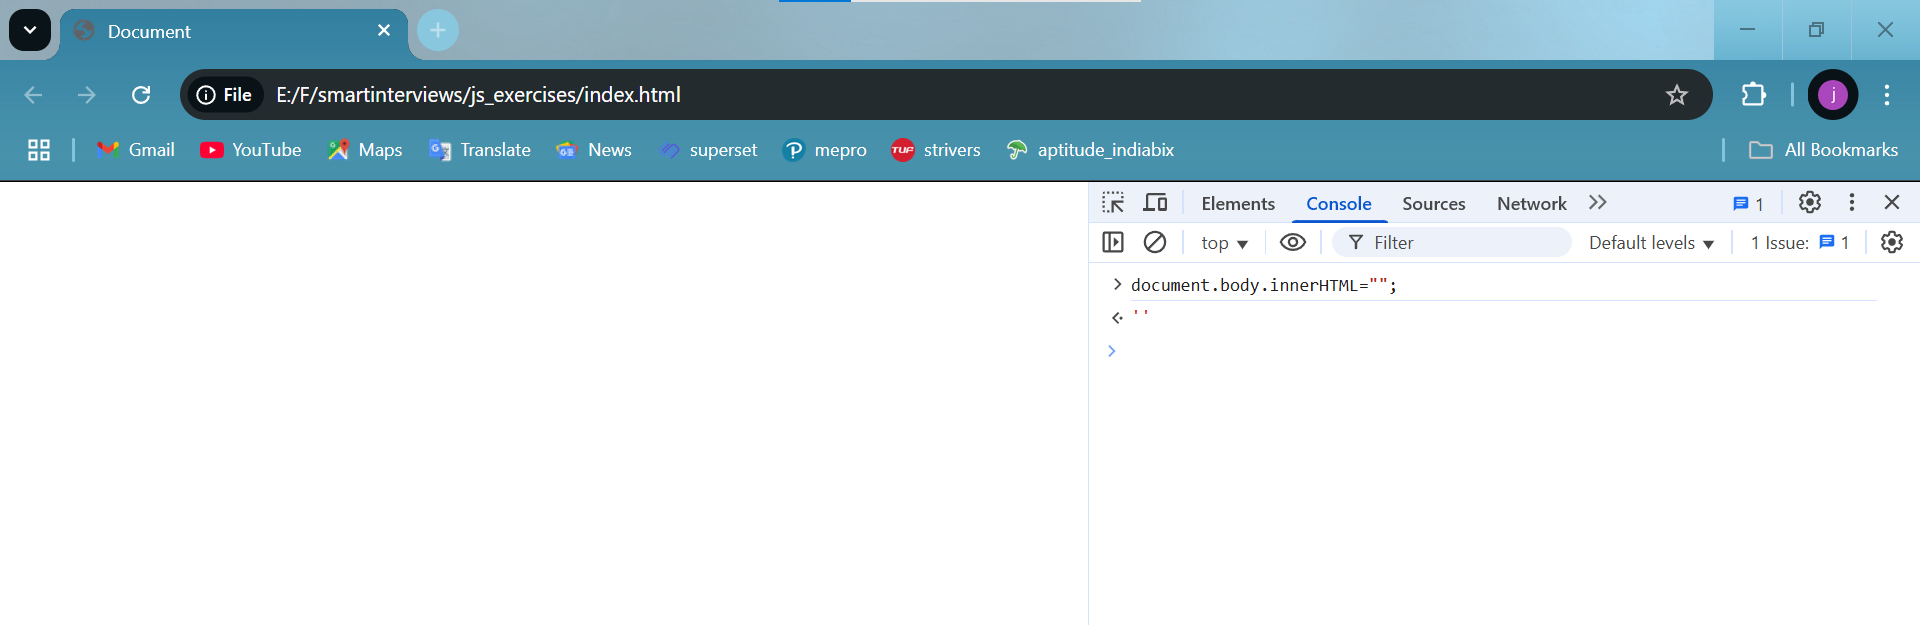 Document
File E:/F/smartinterviews/js_exercises/index.html
j
Gmail YouTube Maps Translate News superset mepro TUF strivers aptitude_indiabix All Bookmarks
Elements Console Sources Network 1
top Filter Default levels 1 Issue: 1
document.body.innerHTML="";
''